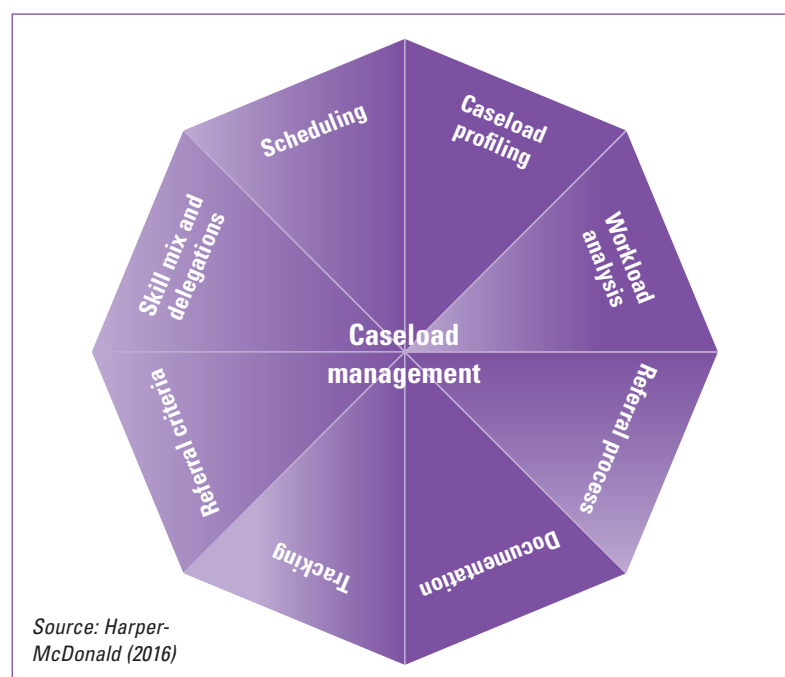 Scheduling
Caseload
profiling
Workload
analysis
Referral process
Documentation
Tracking
Referral criteria
Skill mix and
delegations
Caseload
management
Source: Harper-
McDonald (2016)